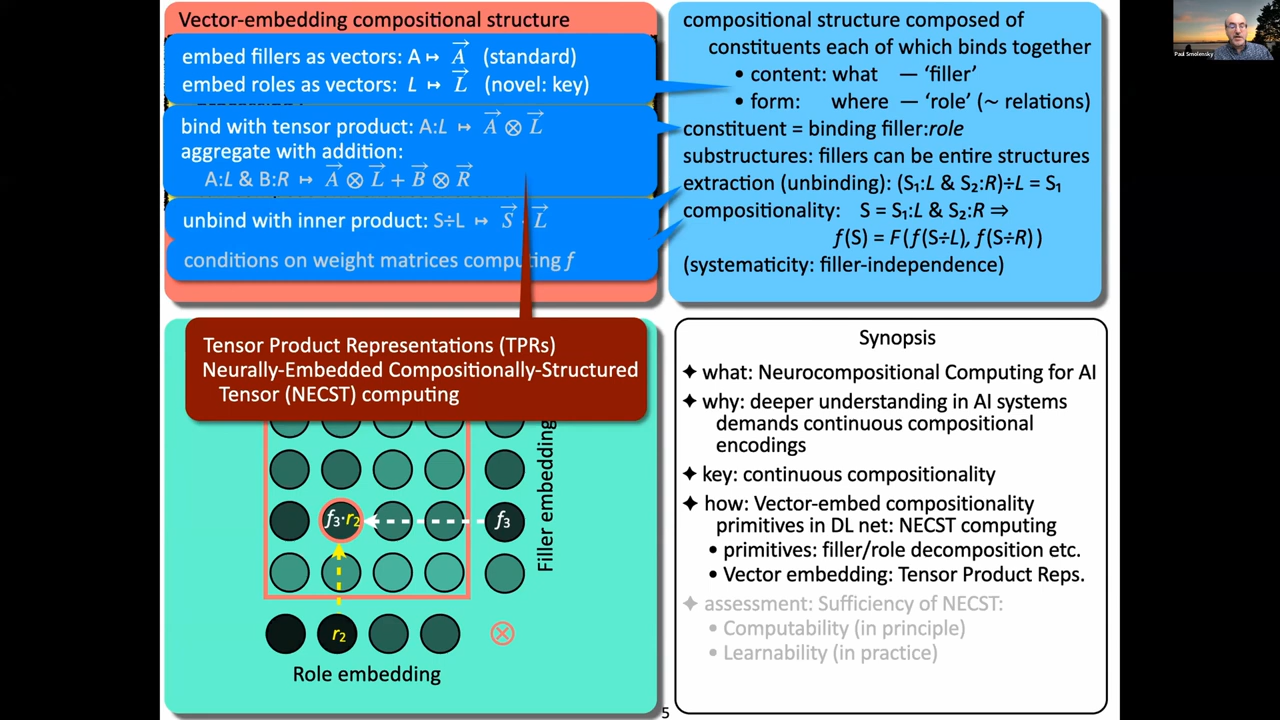 Vector-embedding compositional structure
embed fillers as vectors: A ↦ A⃗ (standard)
embed roles as vectors: L ↦ L⃗ (novel: key)
bind with tensor product: A:L ↦ A⃗ ⊗ L⃗
aggregate with addition:
A:L & B:R ↦ A⃗ ⊗ L⃗ + B⃗ ⊗ R⃗
unbind with inner product: S÷L ↦ S⃗ · L⃗
conditions on weight matrices computing f
compositional structure composed of
constituents each of which binds together
• content: what — ‘filler’
• form: where — ‘role’ (~ relations)
constituent = binding filler:role
substructures: fillers can be entire structures
extraction (unbinding): (S₁:L & S₂:R)÷L = S₁
compositionality: S = S₁:L & S₂:R ⇒
f(S) = F(f(S÷L), f(S÷R))
(systematicity: filler-independence)
Paul Smolensky
Tensor Product Representations (TPRs)
Neurally-Embedded Compositionally-Structured
Tensor (NECST) computing
f₃·r₂
f₃
Filler embedding
r₂
⊗
Role embedding
Synopsis
✦ what: Neurocompositional Computing for AI
✦ why: deeper understanding in AI systems
demands continuous compositional
encodings
✦ key: continuous compositionality
✦ how: Vector-embed compositionality
primitives in DL net: NECST computing
• primitives: filler/role decomposition etc.
• Vector embedding: Tensor Product Reps.
✦ assessment: Sufficiency of NECST:
• Computability (in principle)
• Learnability (in practice)
5